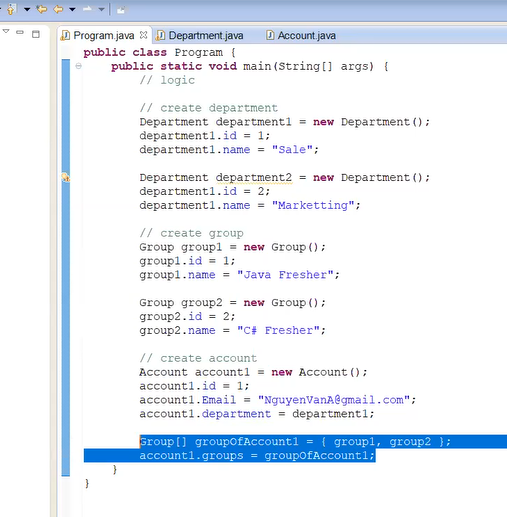 Program.java Department.java Account.java
public class Program {
public static void main(String[] args) {
// logic
// create department
Department department1 = new Department();
department1.id = 1;
department1.name = "Sale";
Department department2 = new Department();
department1.id = 2;
department1.name = "Marketting";
// create group
Group group1 = new Group();
group1.id = 1;
group1.name = "Java Fresher";
Group group2 = new Group();
group2.id = 2;
group2.name = "C# Fresher";
// create account
Account account1 = new Account();
account1.id = 1;
account1.Email = "NguyenVanA@gmail.com";
account1.department = department1;
Group[] groupOfAccount1 = { group1, group2 };
account1.groups = groupOfAccount1;
}
}